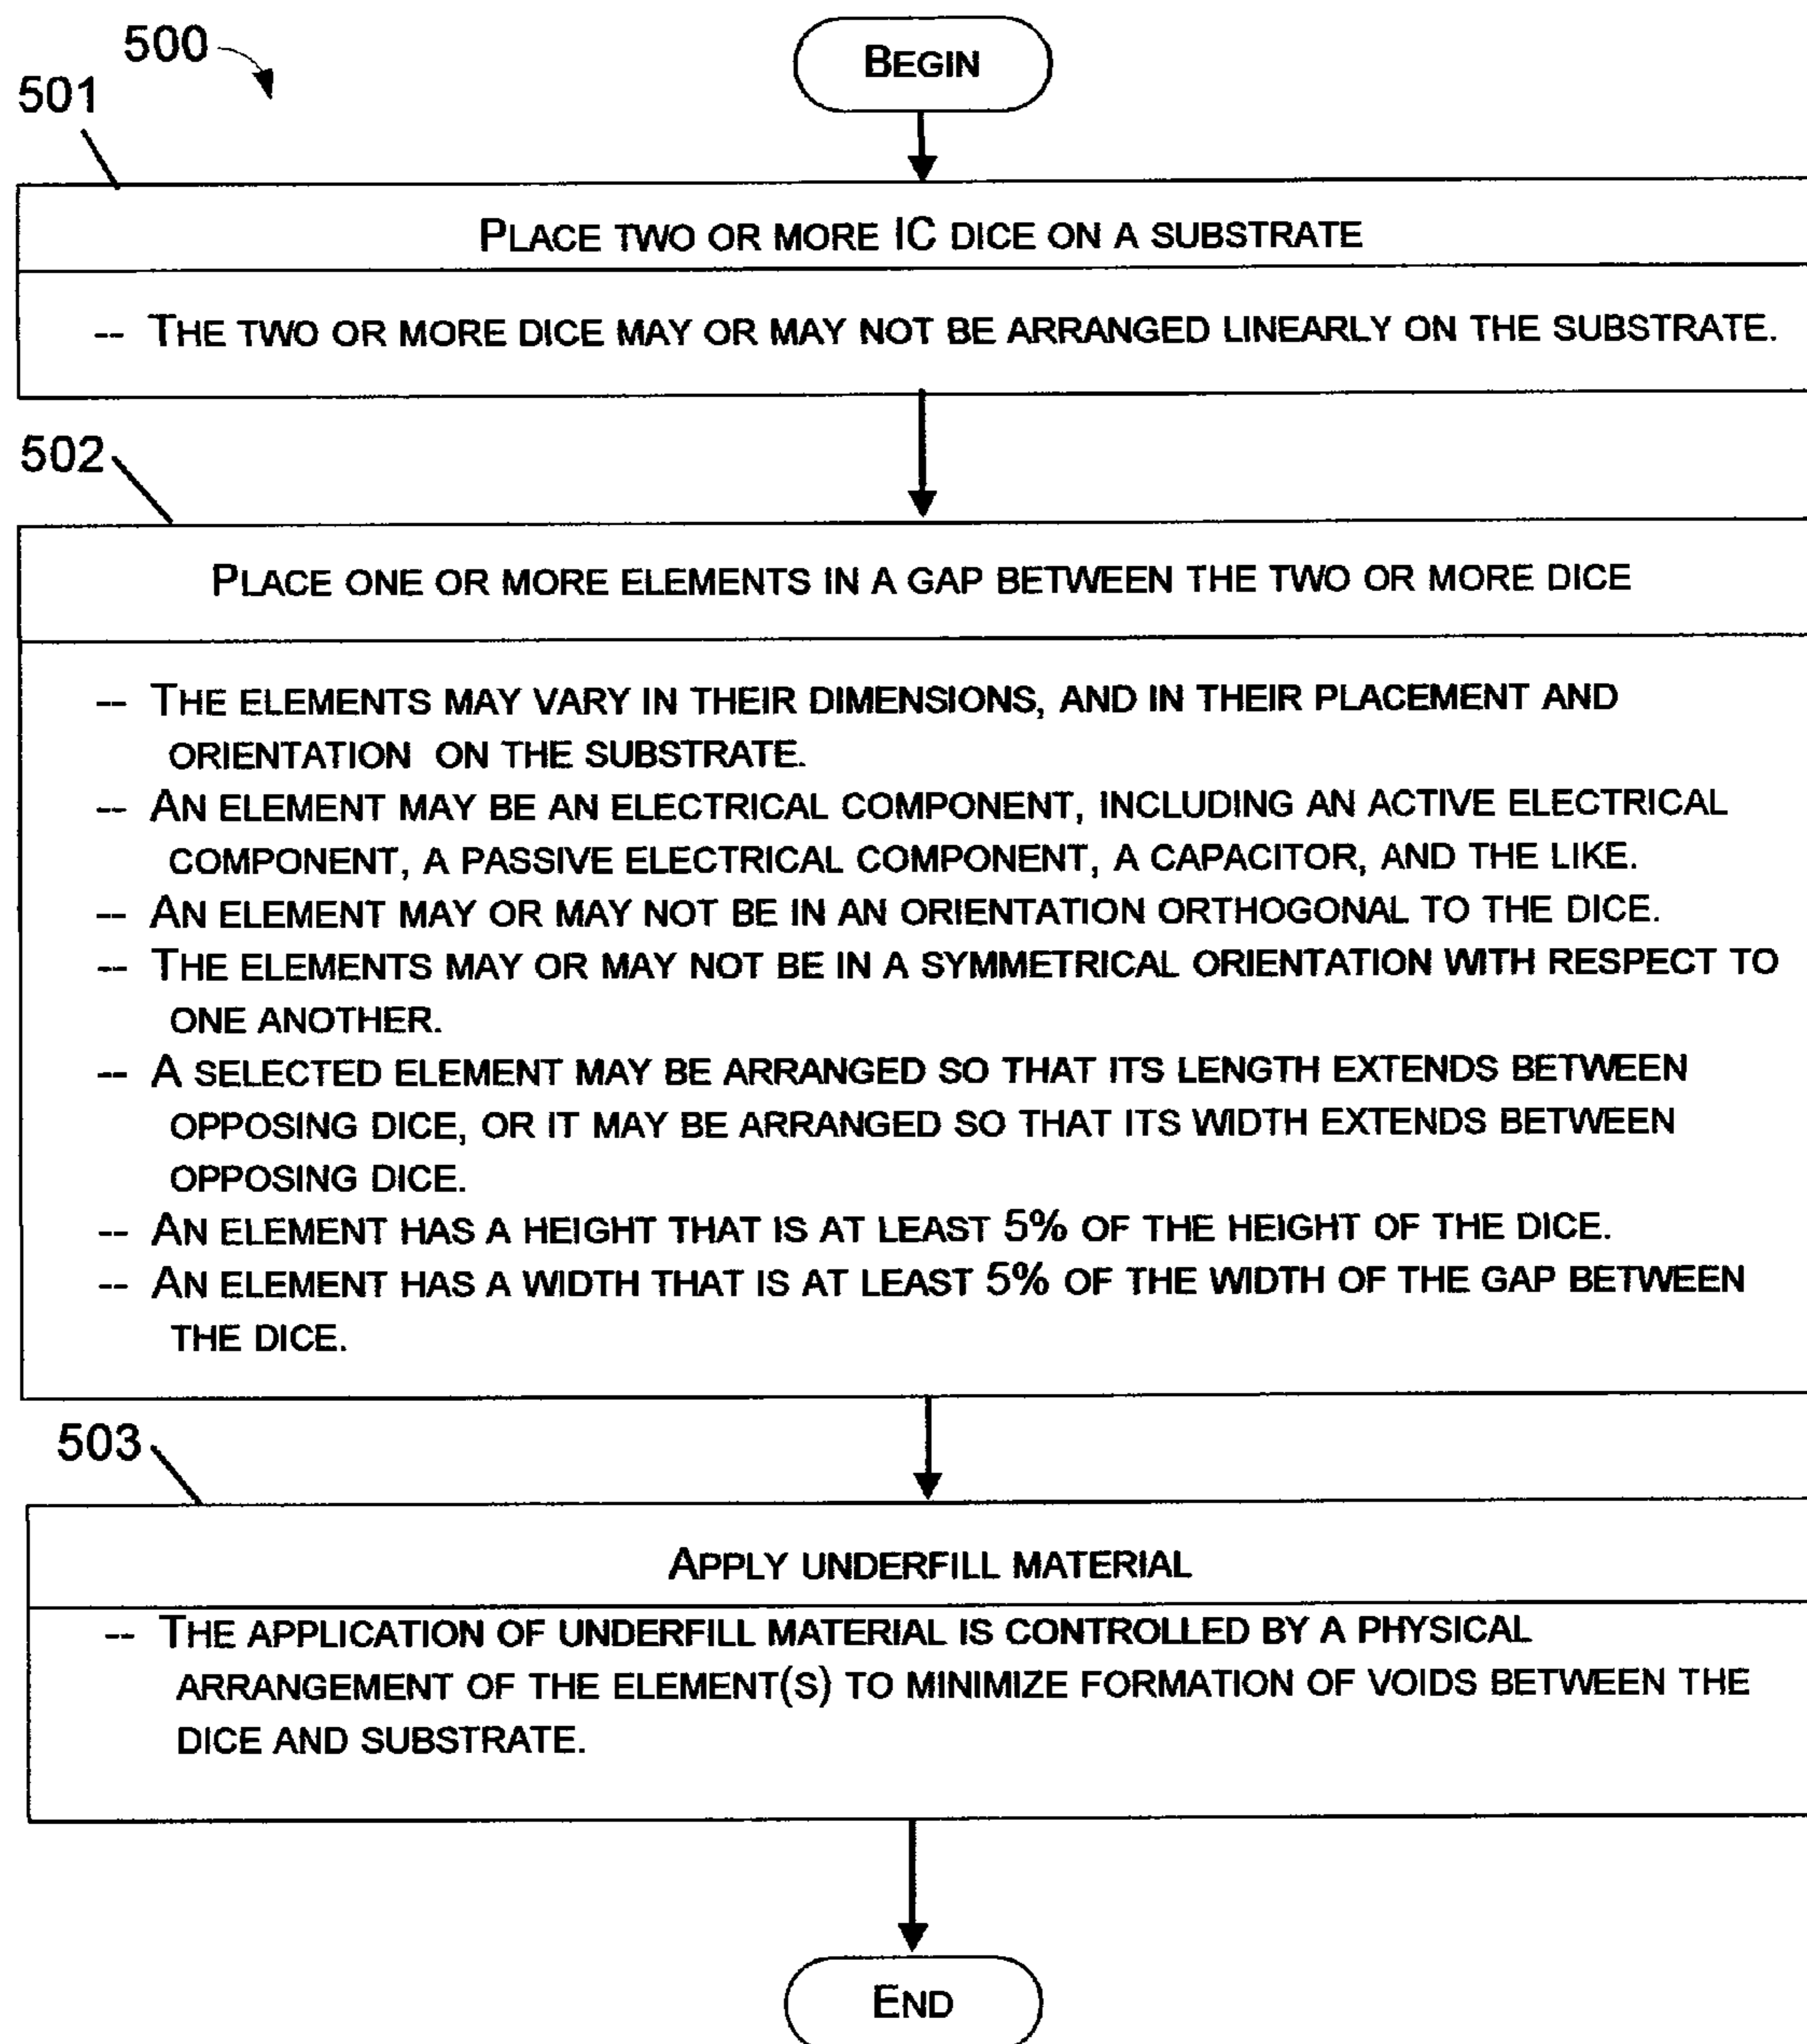 500
BEGIN
501
PLACE TWO OR MORE IC DICE ON A SUBSTRATE
-- THE TWO OR MORE DICE MAY OR MAY NOT BE ARRANGED LINEARLY ON THE SUBSTRATE.
502
PLACE ONE OR MORE ELEMENTS IN A GAP BETWEEN THE TWO OR MORE DICE
-- THE ELEMENTS MAY VARY IN THEIR DIMENSIONS, AND IN THEIR PLACEMENT AND
ORIENTATION ON THE SUBSTRATE.
-- AN ELEMENT MAY BE AN ELECTRICAL COMPONENT, INCLUDING AN ACTIVE ELECTRICAL
COMPONENT, A PASSIVE ELECTRICAL COMPONENT, A CAPACITOR, AND THE LIKE.
-- AN ELEMENT MAY OR MAY NOT BE IN AN ORIENTATION ORTHOGONAL TO THE DICE.
-- THE ELEMENTS MAY OR MAY NOT BE IN A SYMMETRICAL ORIENTATION WITH RESPECT TO
ONE ANOTHER.
-- A SELECTED ELEMENT MAY BE ARRANGED SO THAT ITS LENGTH EXTENDS BETWEEN
OPPOSING DICE, OR IT MAY BE ARRANGED SO THAT ITS WIDTH EXTENDS BETWEEN
OPPOSING DICE.
-- AN ELEMENT HAS A HEIGHT THAT IS AT LEAST 5% OF THE HEIGHT OF THE DICE.
-- AN ELEMENT HAS A WIDTH THAT IS AT LEAST 5% OF THE WIDTH OF THE GAP BETWEEN
THE DICE.
503
APPLY UNDERFILL MATERIAL
-- THE APPLICATION OF UNDERFILL MATERIAL IS CONTROLLED BY A PHYSICAL
ARRANGEMENT OF THE ELEMENT(S) TO MINIMIZE FORMATION OF VOIDS BETWEEN THE
DICE AND SUBSTRATE.
END